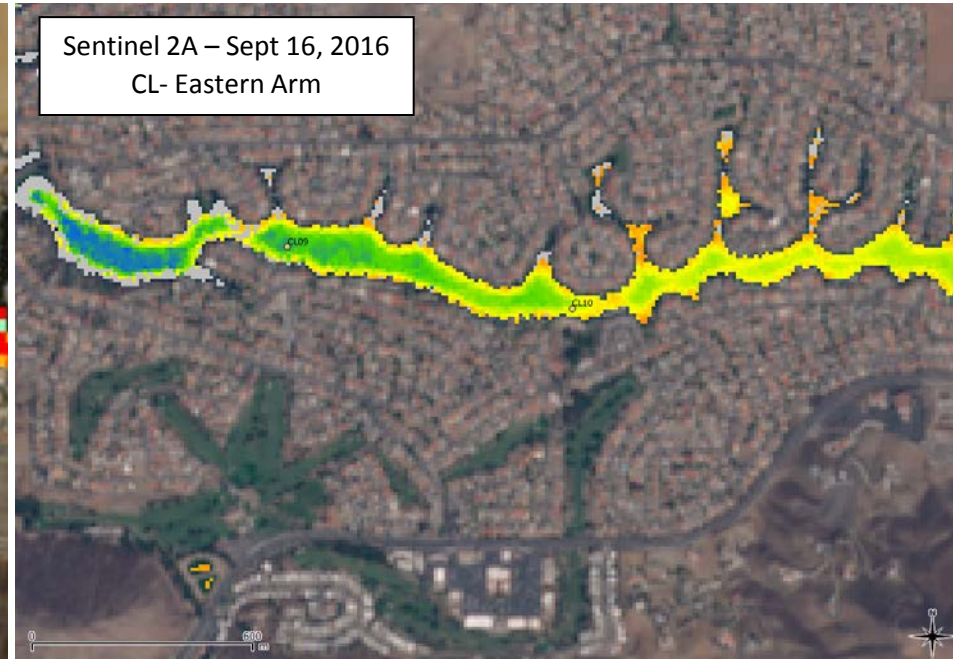 Sentinel 2A – Sept 16, 2016
CL- Eastern Arm
CL09
CL10
0
600
m
N